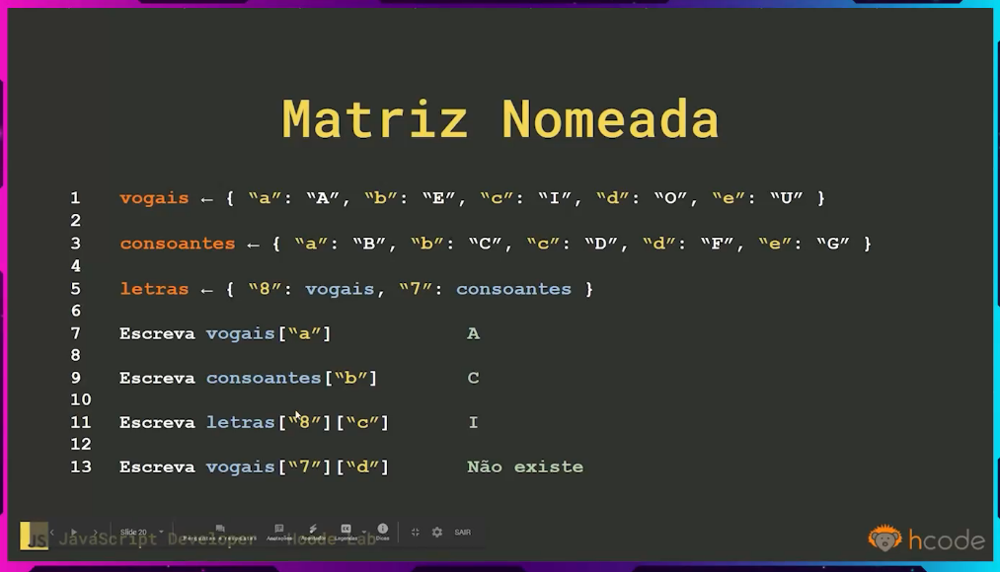 Matriz Nomeada
1 vogais ← { “a”: “A”, “b”: “E”, “c”: “I”, “d”: “O”, “e”: “U” }
2
3 consoantes ← { “a”: “B”, “b”: “C”, “c”: “D”, “d”: “F”, “e”: “G” }
4
5 letras ← { “8”: vogais, “7”: consoantes }
6
7 Escreva vogais[“a”] A
8
9 Escreva consoantes[“b”] C
10
11 Escreva letras[“8”][“c”] I
12
13 Escreva vogais[“7”][“d”] Não existe
Slide 20 SAIR
JS JavaScript Developer Hcode Lab
hcode